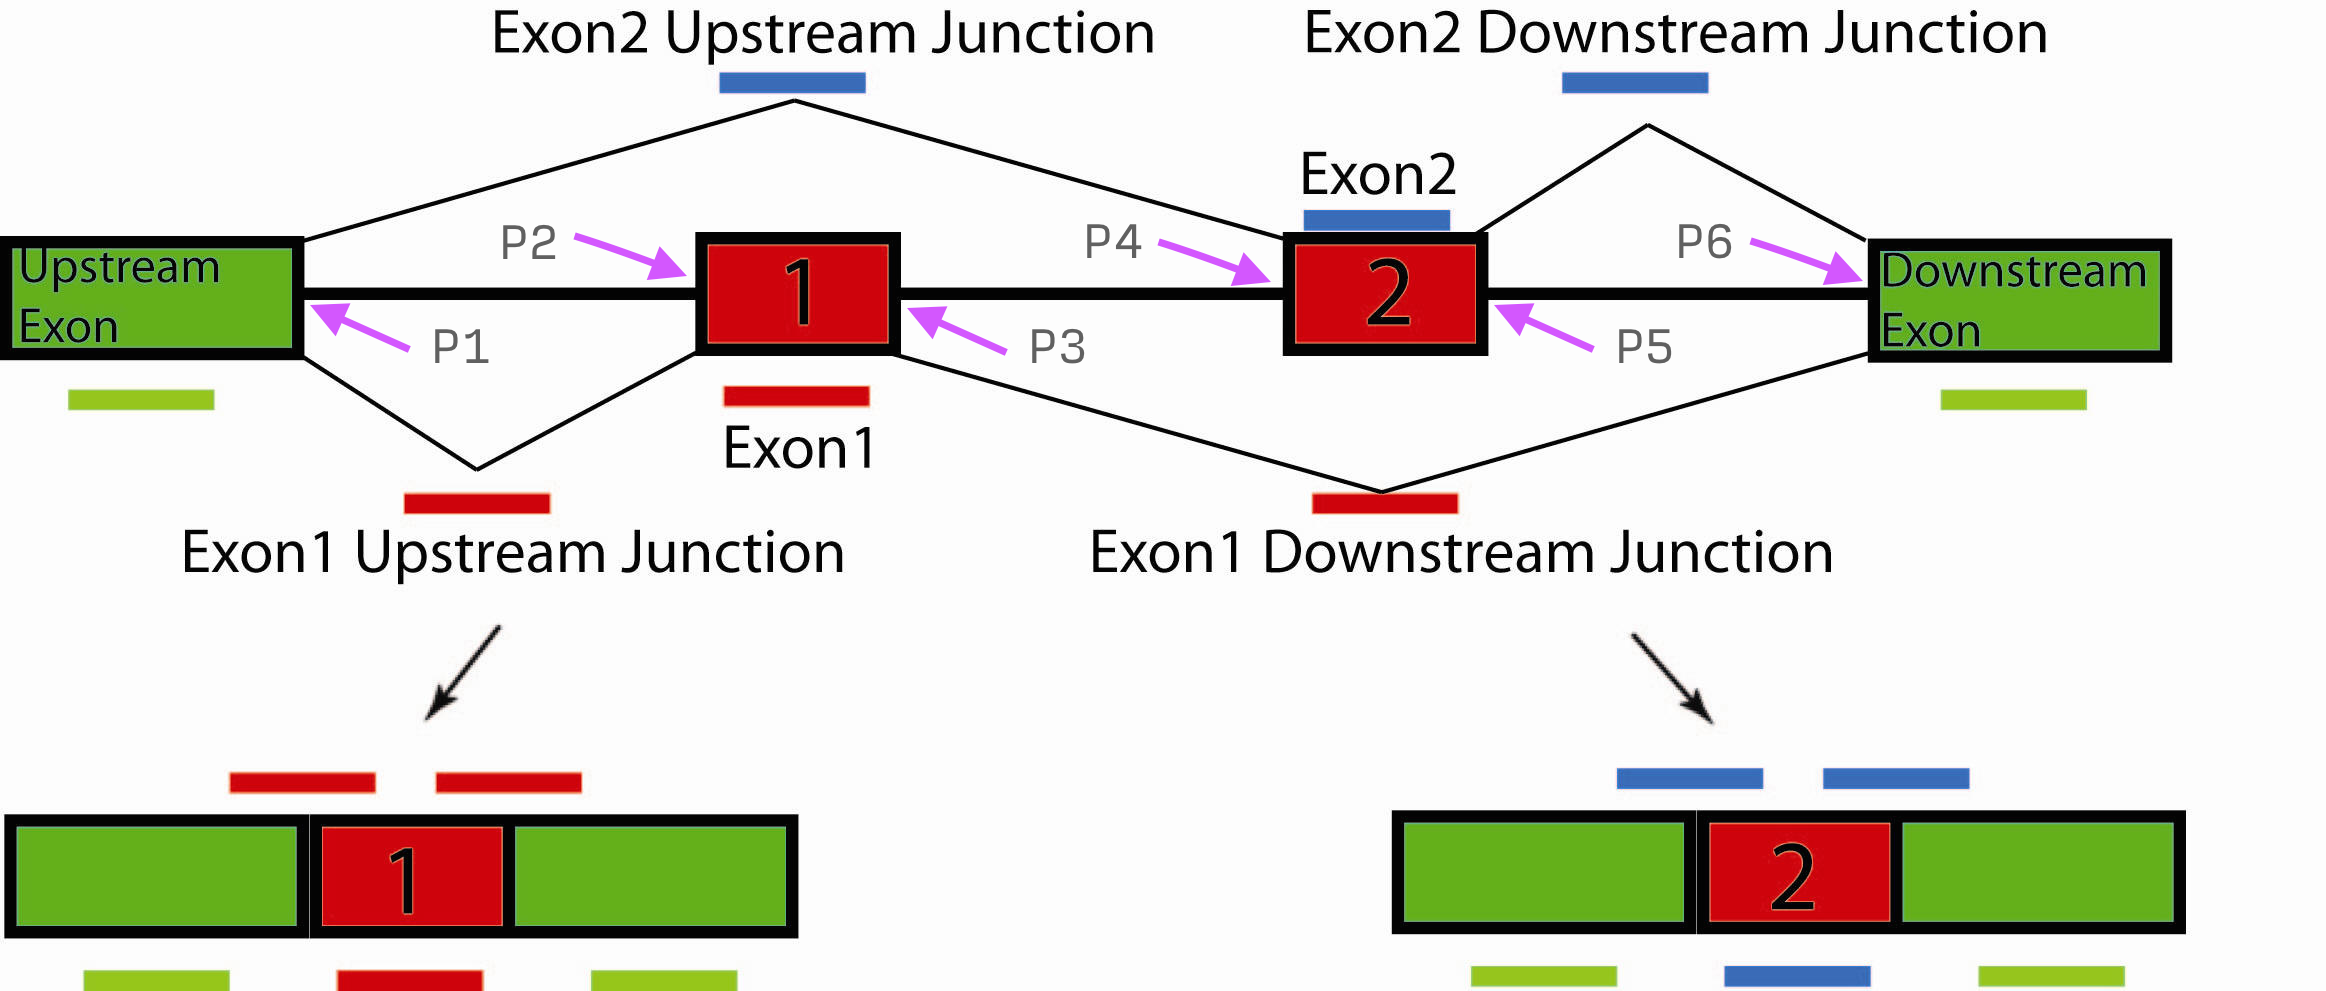 Exon2 Upstream Junction
Exon2 Downstream Junction
Exon2
P2
P4
P6
Upstream
Exon
1
2
Downstream
Exon
P1
P3
P5
Exon1
Exon1 Upstream Junction
Exon1 Downstream Junction
1
2